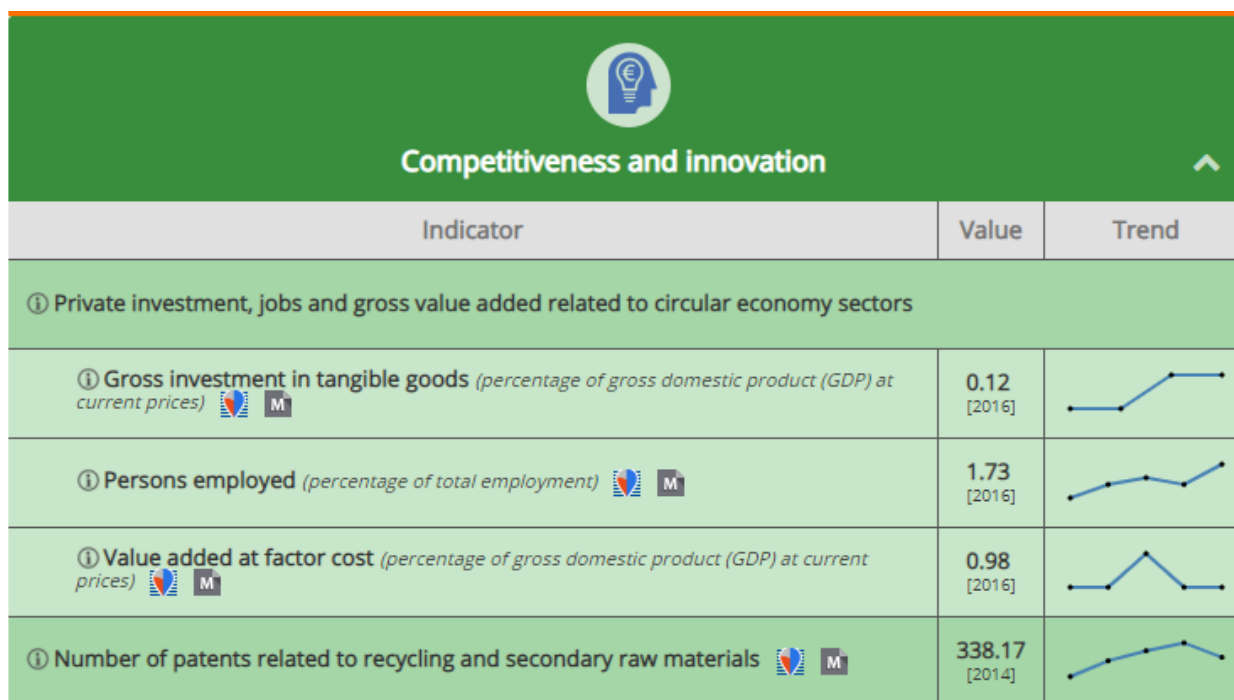 €
Competitiveness and innovation
Indicator Value Trend
ⓘ Private investment, jobs and gross value added related to circular economy sectors
ⓘ Gross investment in tangible goods (percentage of gross domestic product (GDP) at
current prices) M
0.12
[2016]
ⓘ Persons employed (percentage of total employment) M
1.73
[2016]
ⓘ Value added at factor cost (percentage of gross domestic product (GDP) at current
prices) M
0.98
[2016]
ⓘ Number of patents related to recycling and secondary raw materials M
338.17
[2014]